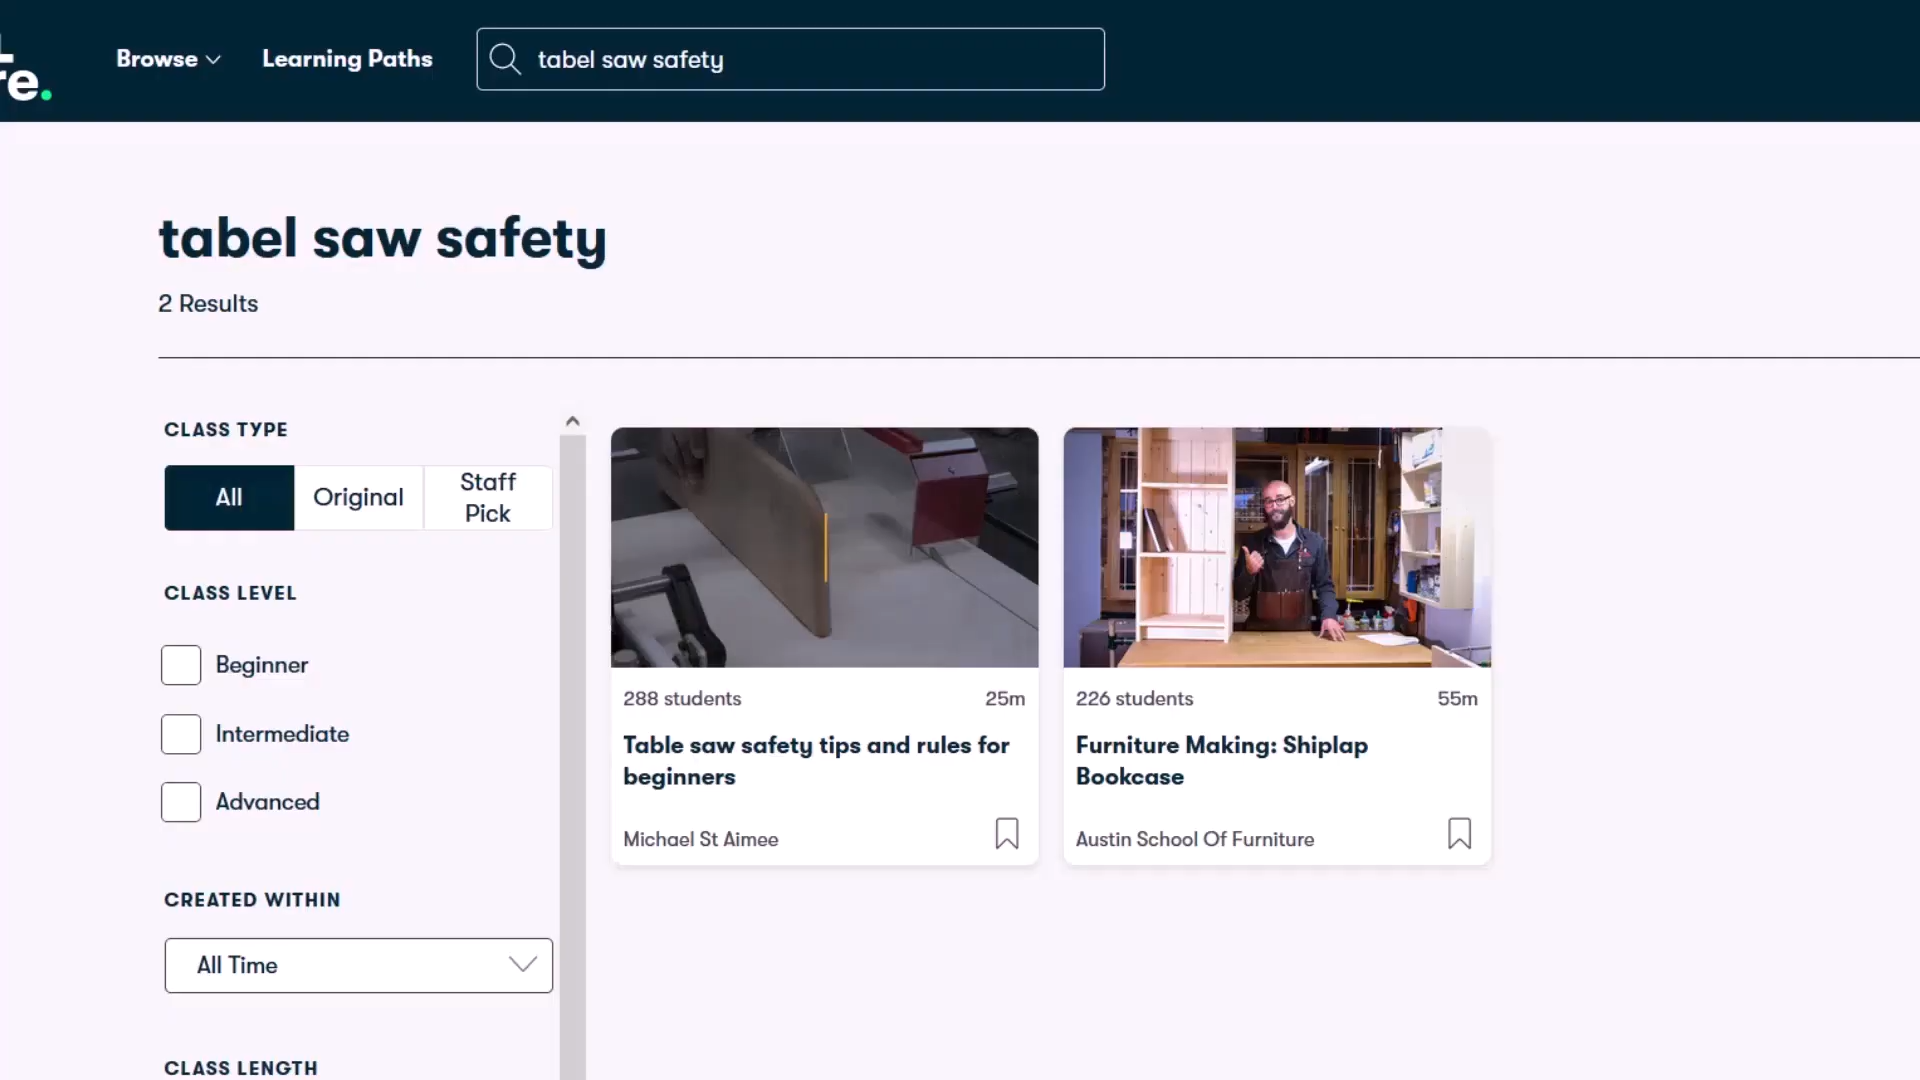 re.
Browse
Learning Paths
tabel saw safety
tabel saw safety
2 Results
CLASS TYPE
All
Original
Staff
Pick
CLASS LEVEL
Beginner
Intermediate
Advanced
CREATED WITHIN
All Time
CLASS LENGTH
288 students
25m
Table saw safety tips and rules for
beginners
Michael St Aimee
226 students
55m
Furniture Making: Shiplap
Bookcase
Austin School Of Furniture